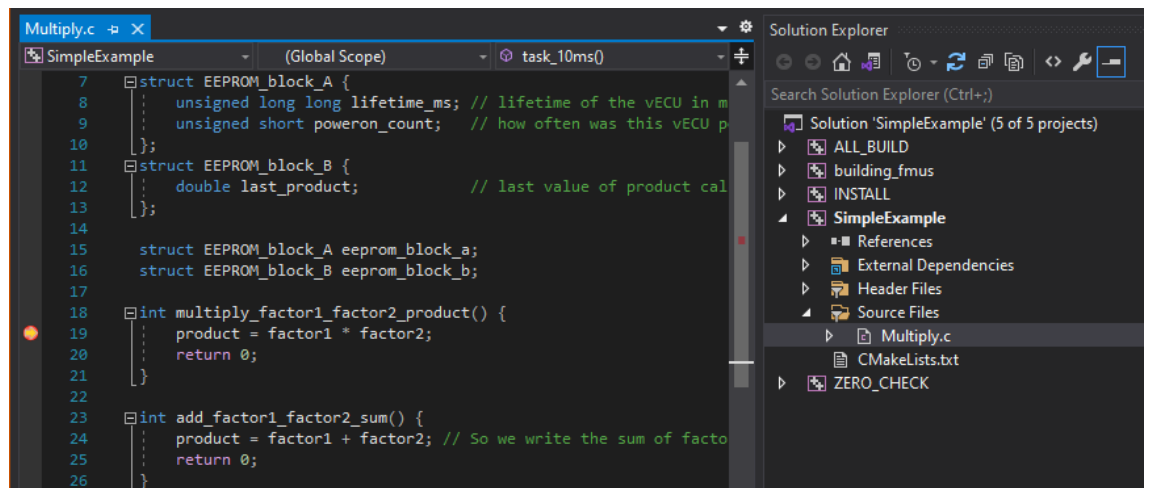 Multiply.c
SimpleExample (Global Scope) task_10ms()
7 struct EEPROM_block_A {
8 unsigned long long lifetime_ms; // lifetime of the vECU in m
9 unsigned short poweron_count; // how often was this vECU p
10 };
11 struct EEPROM_block_B {
12 double last_product; // last value of product cal
13 };
14
15 struct EEPROM_block_A eeprom_block_a;
16 struct EEPROM_block_B eeprom_block_b;
17
18 int multiply_factor1_factor2_product() {
19 product = factor1 * factor2;
20 return 0;
21 }
22
23 int add_factor1_factor2_sum() {
24 product = factor1 + factor2; // So we write the sum of facto
25 return 0;
26 }
Solution Explorer
Search Solution Explorer (Ctrl+;)
Solution 'SimpleExample' (5 of 5 projects)
ALL_BUILD
building_fmus
INSTALL
SimpleExample
References
External Dependencies
Header Files
Source Files
Multiply.c
CMakeLists.txt
ZERO_CHECK